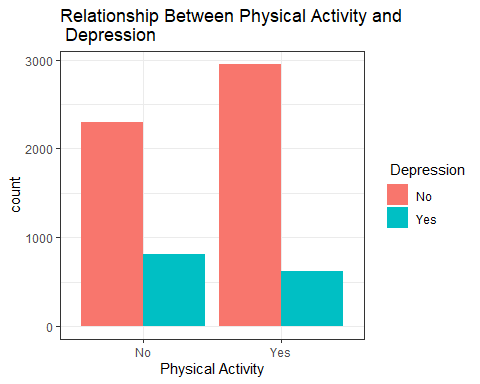 Relationship Between Physical Activity and
Depression
3000
2000
1000
0
count
No
Yes
Physical Activity
Depression
No
Yes